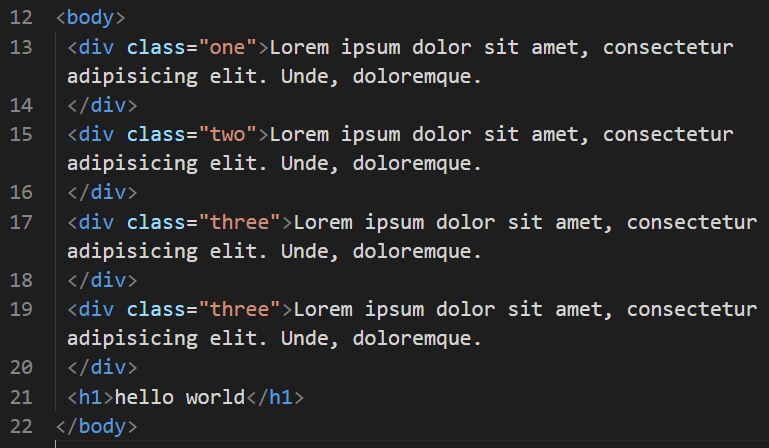 12 <body>
13 <div class="one">Lorem ipsum dolor sit amet, consectetur
adipisicing elit. Unde, doloremque.
14 </div>
15 <div class="two">Lorem ipsum dolor sit amet, consectetur
adipisicing elit. Unde, doloremque.
16 </div>
17 <div class="three">Lorem ipsum dolor sit amet, consectetur
adipisicing elit. Unde, doloremque.
18 </div>
19 <div class="three">Lorem ipsum dolor sit amet, consectetur
adipisicing elit. Unde, doloremque.
20 </div>
21 <h1>hello world</h1>
22 </body>